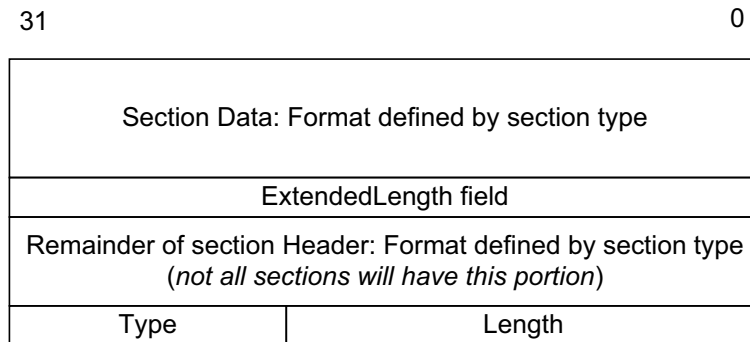 31 0
Section Data: Format defined by section type
ExtendedLength field
Remainder of section Header: Format defined by section type
(not all sections will have this portion)
Type Length